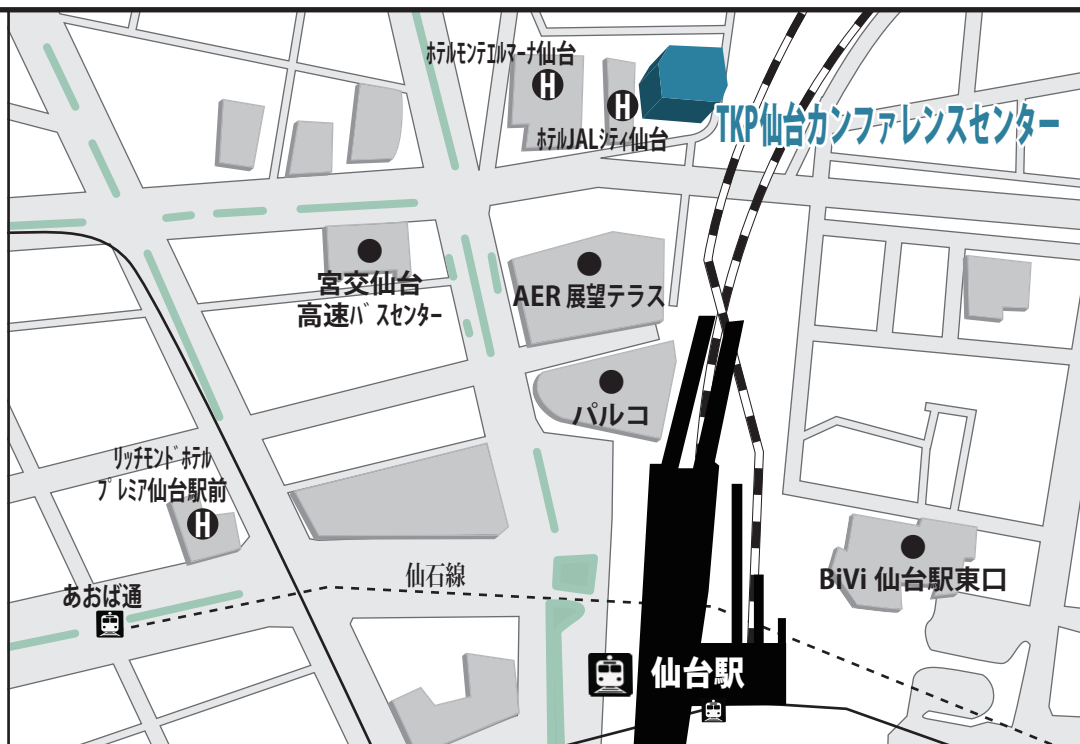 ホテルモンテエルマーナ仙台
H
H
ホテルJALシティ仙台
TKP仙台カンファレンスセンター
宮交仙台
高速バスセンター
AER 展望テラス
パルコ
リッチモンドホテル
プレミア仙台駅前
H
仙石線
あおば通
BiVi 仙台駅東口
仙台駅